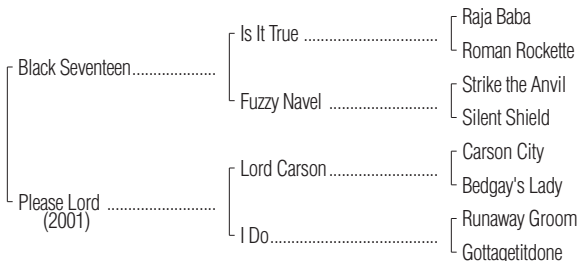 Raja Baba
Is It True
Roman Rockette
Black Seventeen
Strike the Anvil
Fuzzy Navel
Silent Shield
Carson City
Lord Carson
Bedgay's Lady
Please Lord
(2001)
Runaway Groom
I Do
Gottagetitdone